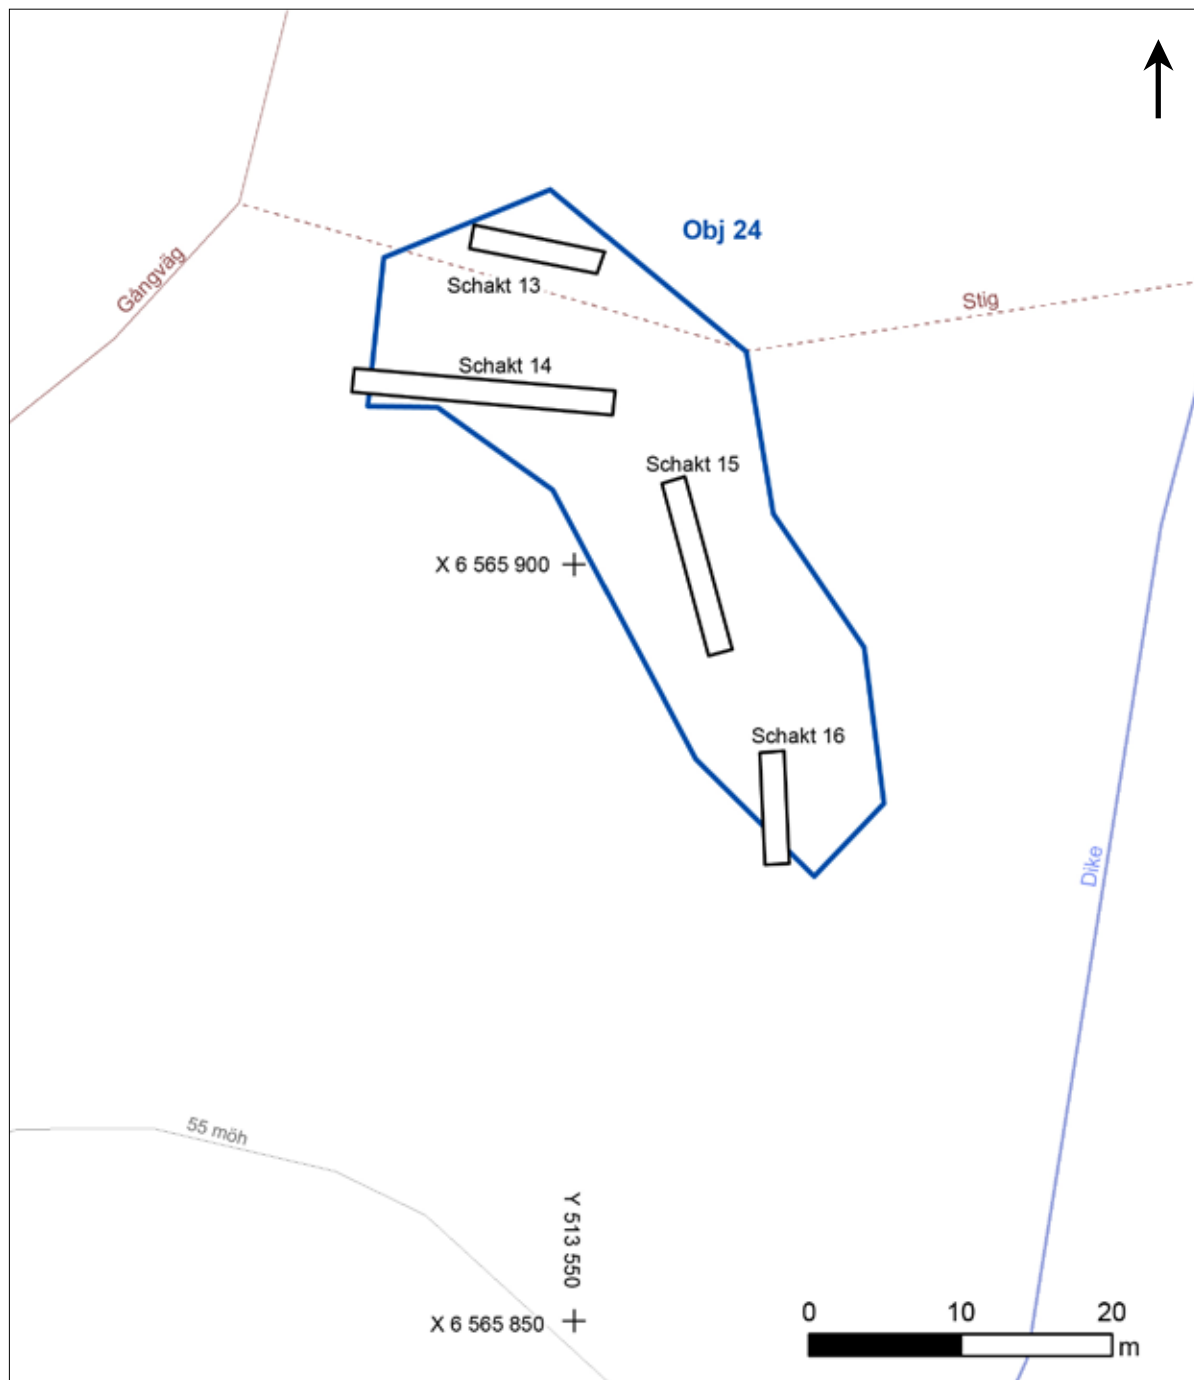 Obj 24
Gångväg
Schakt 13
Stig
Schakt 14
Schakt 15
X 6 565 900
Schakt 16
Dike
55 möh
Y 513 550
X 6 565 850
0 10 20
m